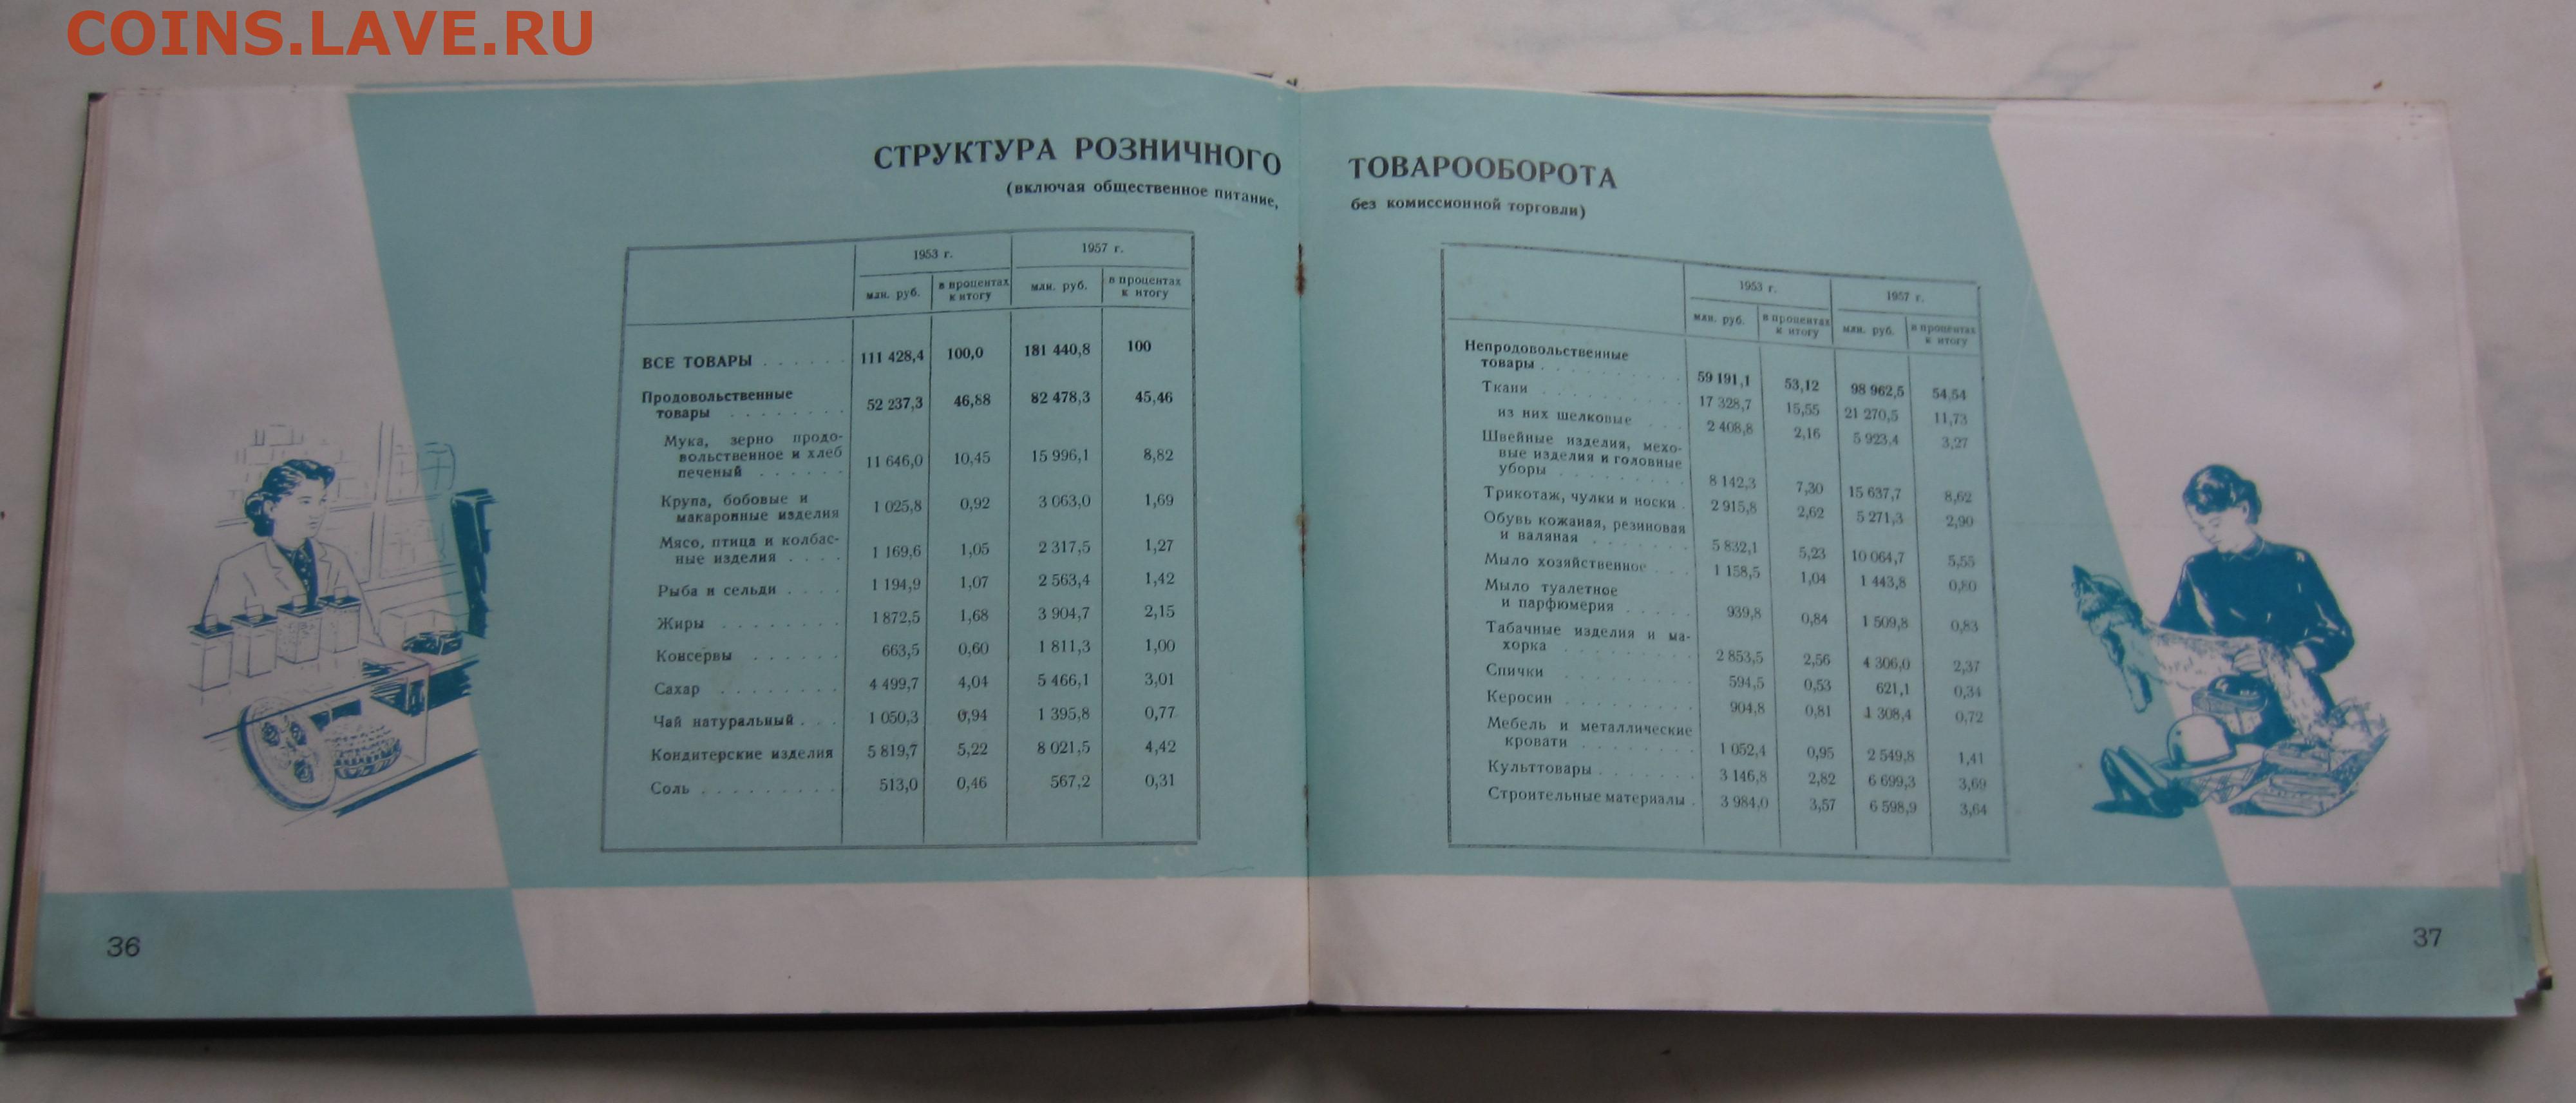 COINS.LAVE.RU
СТРУКТУРА РОЗНИЧНОГО
(включая общественное питание,
1953 г. 1957 г.
млн. руб. в процентах к итогу млн. руб. в процентах к итогу
ВСЕ ТОВАРЫ . . . . . . 111 428,4 100,0 181 440,8 100
Продовольственные
товары . . . . . . . . 52 237,3 46,88 82 478,3 45,46
Мука, зерно продо-
вольственное и хлеб
печеный . . . . . . 11 646,0 10,45 15 996,1 8,82
Крупа, бобовые и
макаронные изделия 1 025,8 0,92 3 063,0 1,69
Мясо, птица и колбас-
ные изделия . . . . 1 169,6 1,05 2 317,5 1,27
Рыба и сельди . . . . 1 194,9 1,07 2 563,4 1,42
Жиры . . . . . . . . 1 872,5 1,68 3 904,7 2,15
Консервы . . . . . . 663,5 0,60 1 811,3 1,00
Сахар . . . . . . . . 4 499,7 4,04 5 466,1 3,01
Чай натуральный . . . 1 050,3 0,94 1 395,8 0,77
Кондитерские изделия 5 819,7 5,22 8 021,5 4,42
Соль . . . . . . . . . 513,0 0,46 567,2 0,31
36
ТОВАРООБОРОТА
без комиссионной торговли)
1953 г. 1957 г.
млн. руб. в процентах к итогу млн. руб. в процентах к итогу
Непродовольственные
товары . . . . . . . . . 59 191,1 53,12 98 962,5 54,54
Ткани . . . . . . . . . 17 328,7 15,55 21 270,5 11,73
из них шелковые . . . 2 408,8 2,16 5 923,4 3,27
Швейные изделия, мехо-
вые изделия и головные
уборы . . . . . . . . 8 142,3 7,30 15 637,7 8,62
Трикотаж, чулки и носки . 2 915,8 2,62 5 271,3 2,90
Обувь кожаная, резиновая
и валяная . . . . . . . 5 832,1 5,23 10 064,7 5,55
Мыло хозяйственное . . . 1 158,5 1,04 1 443,8 0,80
Мыло туалетное
и парфюмерия . . . . . 939,8 0,84 1 509,8 0,83
Табачные изделия и ма-
хорка . . . . . . . . 2 853,5 2,56 4 306,0 2,37
Спички . . . . . . . . 594,5 0,53 621,1 0,34
Керосин . . . . . . . . 904,8 0,81 1 308,4 0,72
Мебель и металлические
кровати . . . . . . . 1 052,4 0,95 2 549,8 1,41
Культтовары . . . . . . 3 146,8 2,82 6 699,3 3,69
Строительные материалы . 3 984,0 3,57 6 598,9 3,64
37